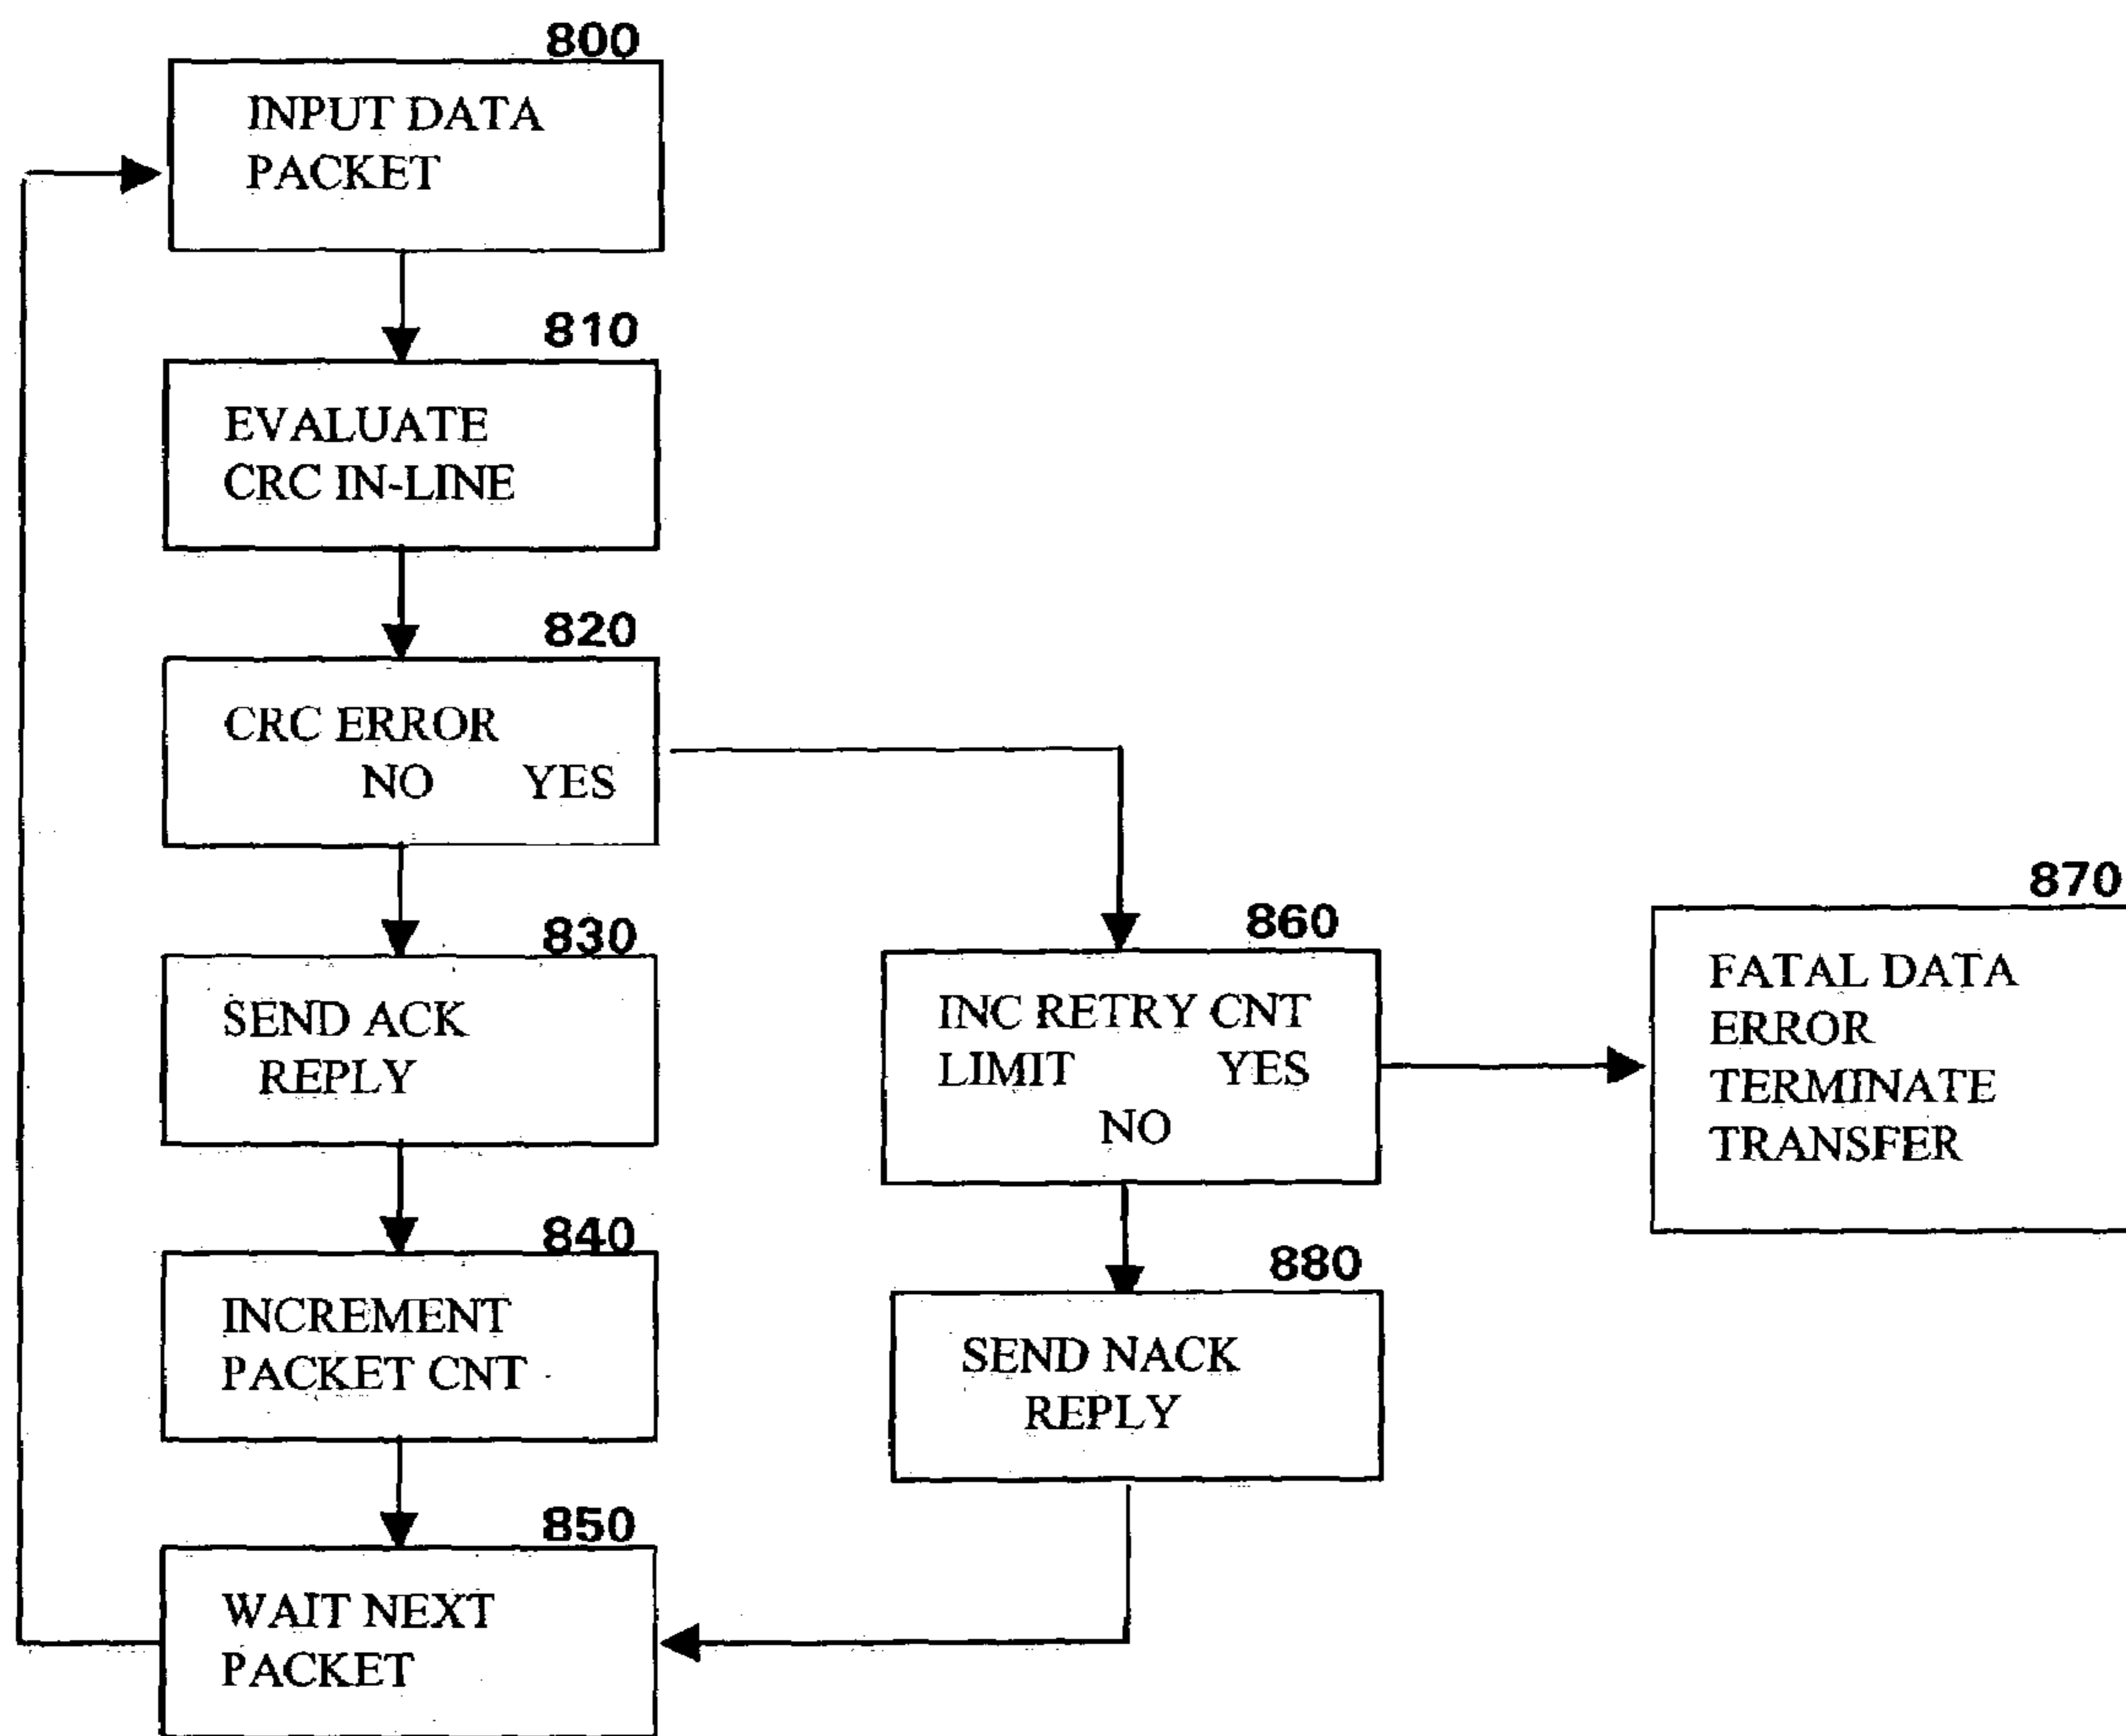 800
INPUT DATA
PACKET
810
EVALUATE
CRC IN-LINE
820
CRC ERROR
NO YES
830
SEND ACK
REPLY
840
INCREMENT
PACKET CNT
850
WAIT NEXT
PACKET
860
INC RETRY CNT
LIMIT YES
NO
870
FATAL DATA
ERROR
TERMINATE
TRANSFER
880
SEND NACK
REPLY